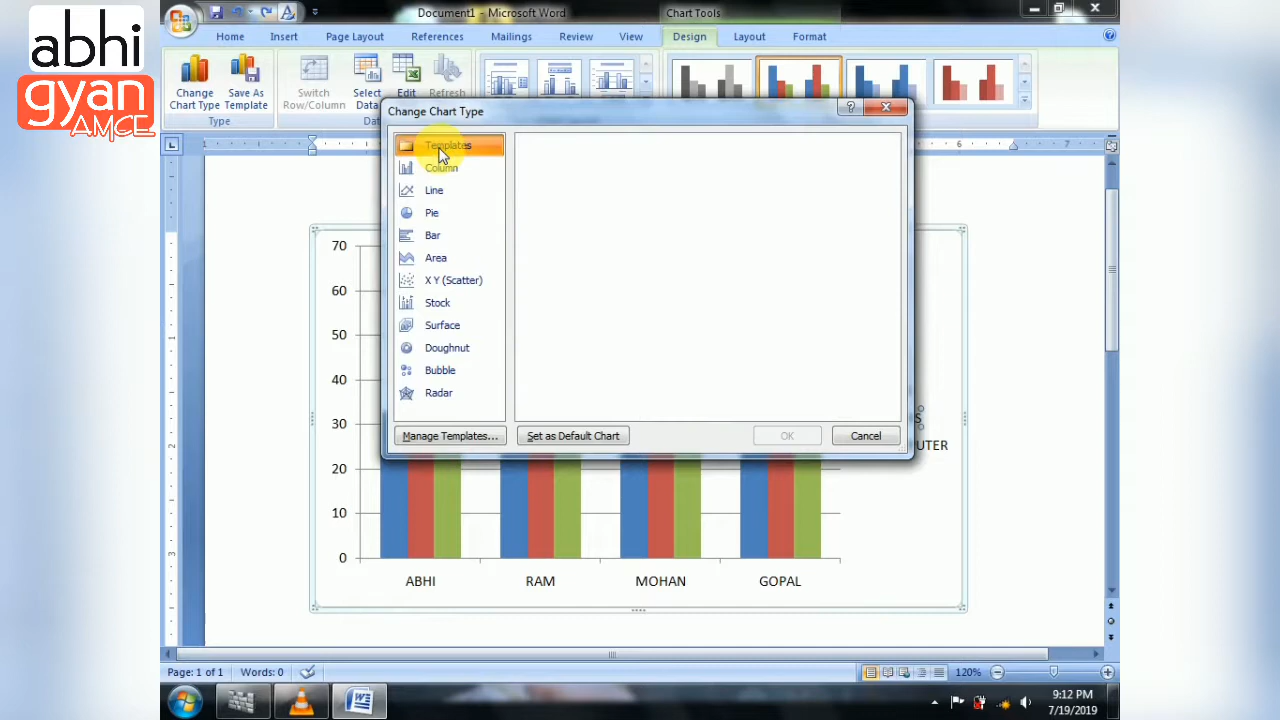 abhi
gyan
AMCE
Document1 - Microsoft Word
Chart Tools
Home
Insert
Page Layout
References
Mailings
Review
View
Design
Layout
Format
Change
Chart Type
Save As
Template
Switch
Row/Column
Select
Data
Edit
Refresh
Type
Change Chart Type
Templates
Column
Line
Pie
Bar
Area
X Y (Scatter)
Stock
Surface
Doughnut
Bubble
Radar
Manage Templates...
Set as Default Chart
OK
Cancel
70
60
50
40
30
20
10
0
ABHI
RAM
MOHAN
GOPAL
Page: 1 of 1
Words: 0
120%
9:12 PM
7/19/2019